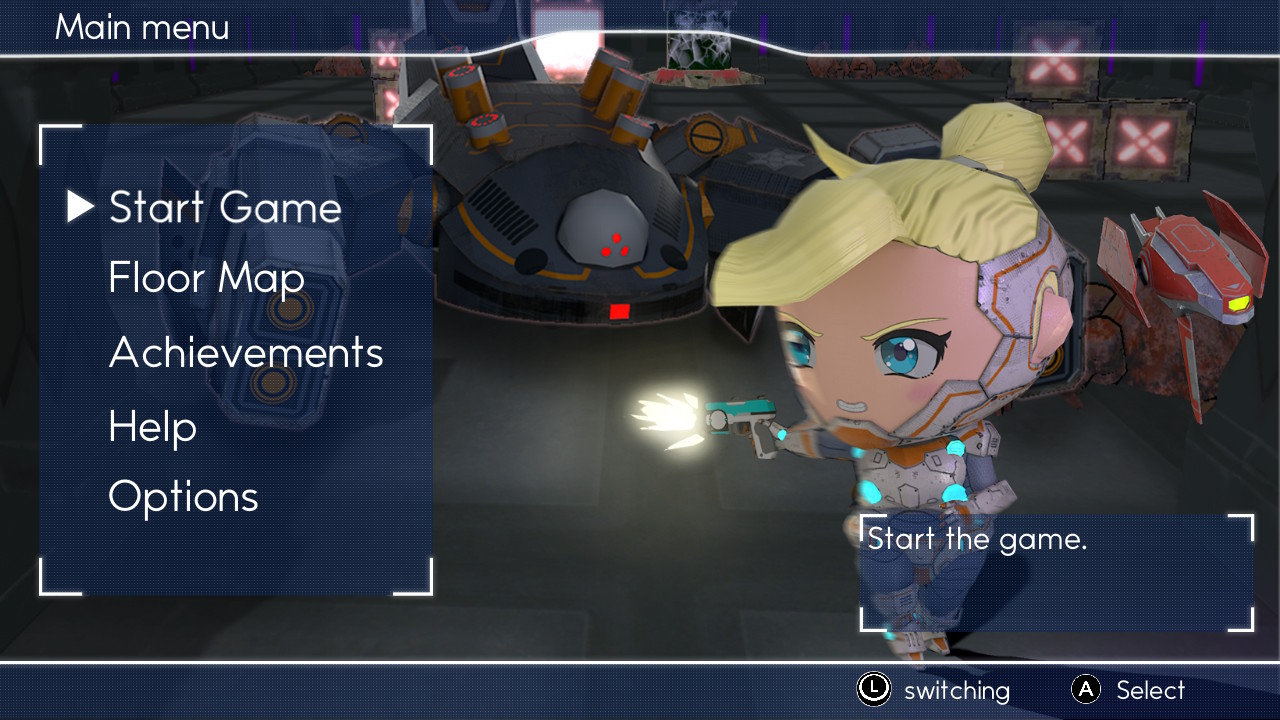 Main menu
Start Game
Floor Map
Achievements
Help
Options
Start the game.
L switching A Select